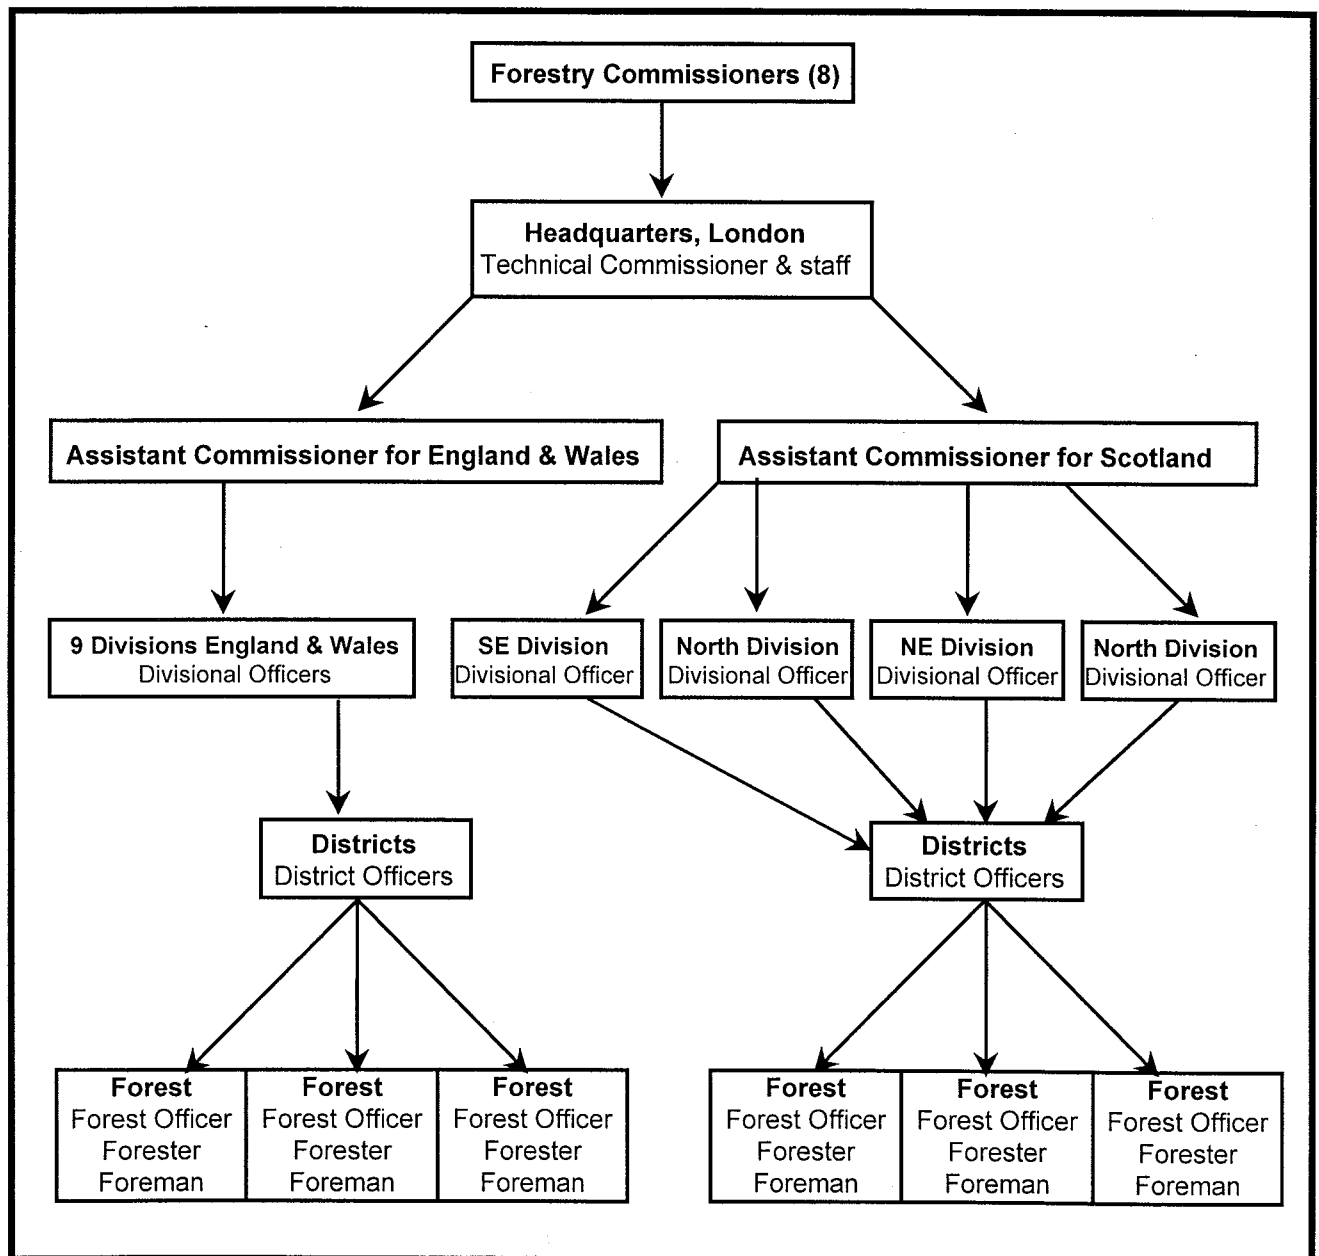 Forestry Commissioners (8)
Headquarters, London
Technical Commissioner & staff
Assistant Commissioner for England & Wales
Assistant Commissioner for Scotland
9 Divisions England & Wales
Divisional Officers
SE Division
Divisional Officer
North Division
Divisional Officer
NE Division
Divisional Officer
North Division
Divisional Officer
Districts
District Officers
Districts
District Officers
Forest
Forest Officer
Forester
Foreman
Forest
Forest Officer
Forester
Foreman
Forest
Forest Officer
Forester
Foreman
Forest
Forest Officer
Forester
Foreman
Forest
Forest Officer
Forester
Foreman
Forest
Forest Officer
Forester
Foreman